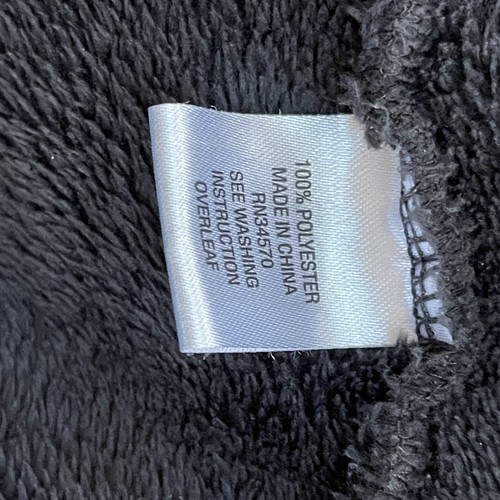 100% POLYESTER
MADE IN CHINA
RN34570
SEE WASHING
INSTRUCTION
OVERLEAF